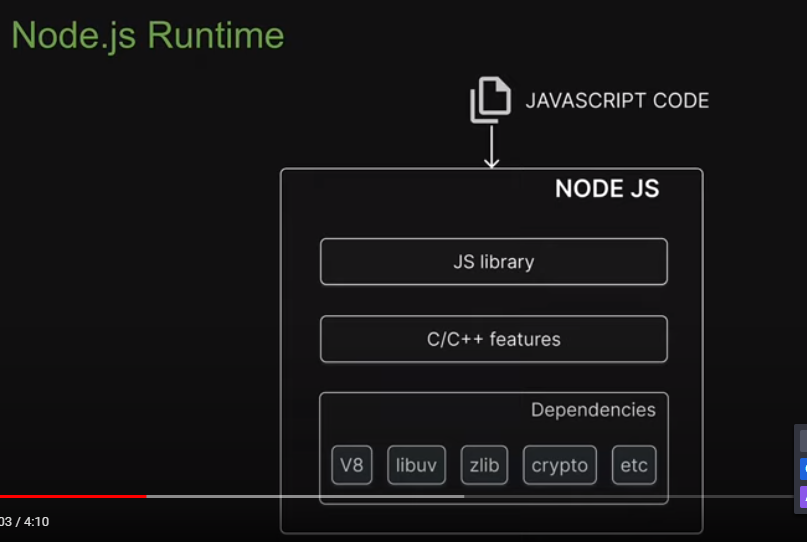 Node.js Runtime
JAVASCRIPT CODE
NODE JS
JS library
C/C++ features
Dependencies
V8 libuv zlib crypto etc
03 / 4:10